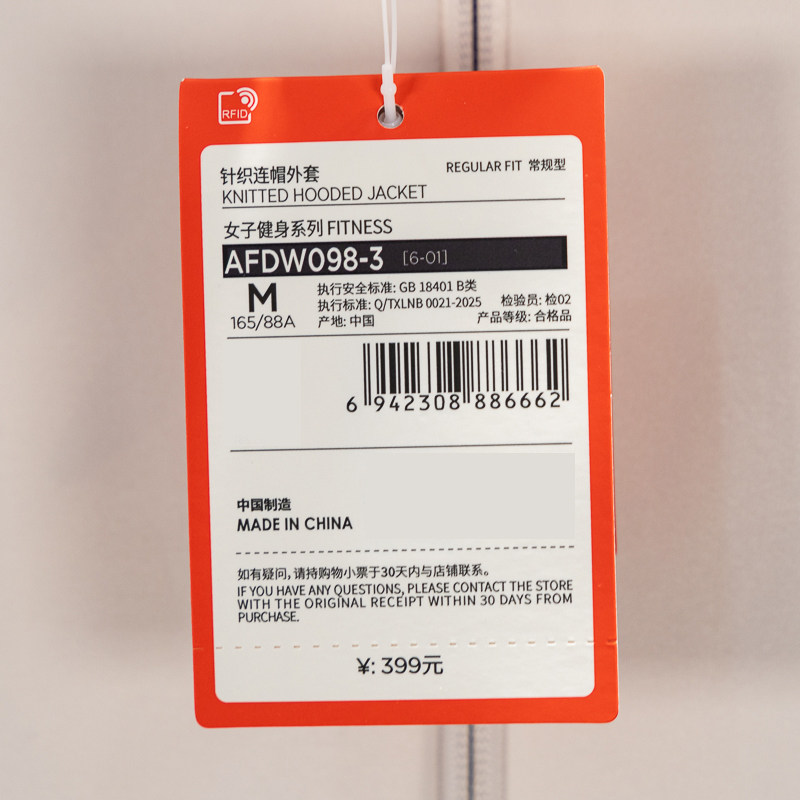 RFID
针织连帽外套
REGULAR FIT 常规型
KNITTED HOODED JACKET
女子健身系列 FITNESS
AFDW098-3 [6-01]
M
165/88A
执行安全标准: GB 18401 B类
执行标准: Q/TXLNB 0021-2025 检验员: 检02
产地: 中国 产品等级: 合格品
6 942308 886662
中国制造
MADE IN CHINA
如有疑问, 请持购物小票于30天内与店铺联系。
IF YOU HAVE ANY QUESTIONS, PLEASE CONTACT THE STORE
WITH THE ORIGINAL RECEIPT WITHIN 30 DAYS FROM
PURCHASE.
¥: 399元